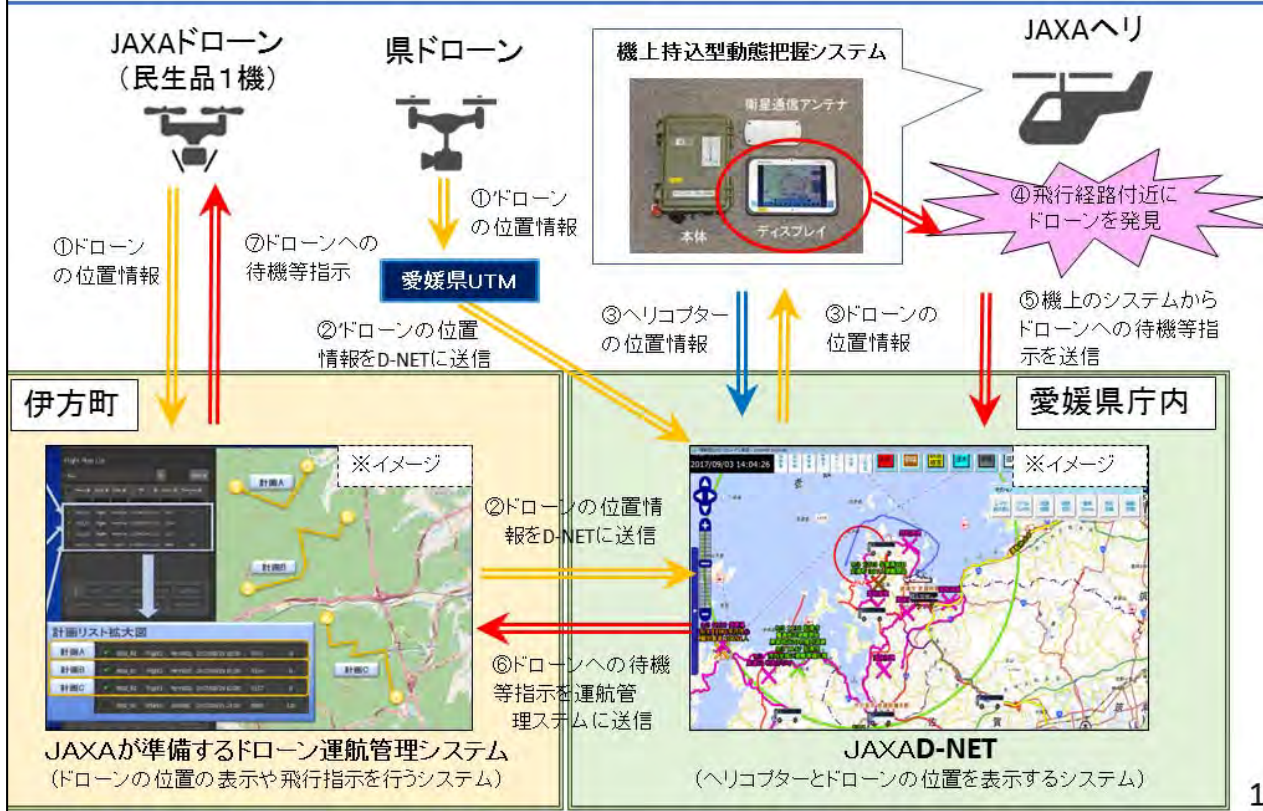 JAXAドローン
（民生品１機）
県ドローン
機上持込型動態把握システム
衛星通信アンテナ
本体
ディスプレイ
JAXAヘリ
④飛行経路付近に
ドローンを発見
①ドローン
の位置情報
⑦ドローンへの
待機等指示
①’ドローン
の位置情報
愛媛県UTM
②’ドローンの位置
情報をD-NETに送信
③ヘリコプター
の位置情報
③ドローンの
位置情報
⑤機上のシステムから
ドローンへの待機等指
示を送信
伊方町
愛媛県庁内
※イメージ
計画A
計画B
計画C
計画リスト拡大図
計画A
計画B
計画C
②ドローンの位置情
報をD-NETに送信
⑥ドローンへの待機
等指示を運航管
理ステムに送信
2017/09/03 14:04:26
※イメージ
JAXAが準備するドローン運航管理システム
（ドローンの位置の表示や飛行指示を行うシステム）
JAXAD-NET
（ヘリコプターとドローンの位置を表示するシステム）
1